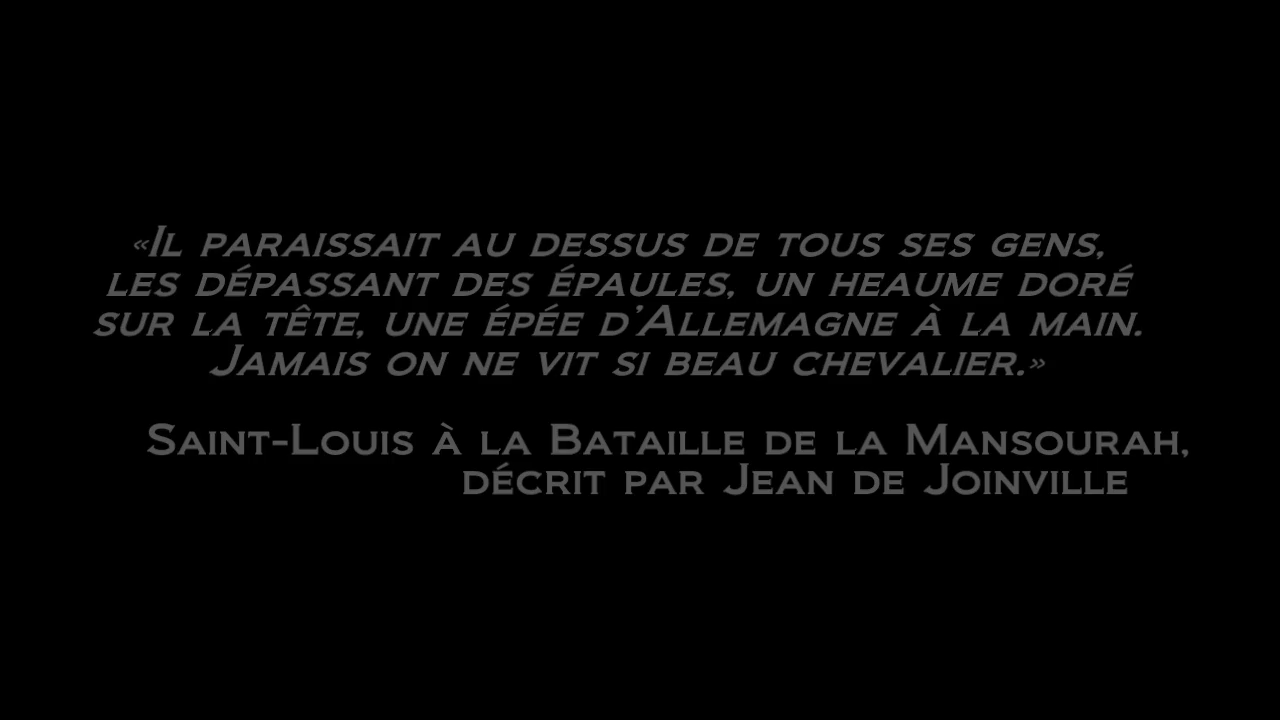 «Il paraissait au dessus de tous ses gens,
les dépassant des épaules, un heaume doré
sur la tête, une épée d’Allemagne à la main.
Jamais on ne vit si beau chevalier.»
Saint-Louis à la Bataille de la Mansourah,
décrit par Jean de Joinville